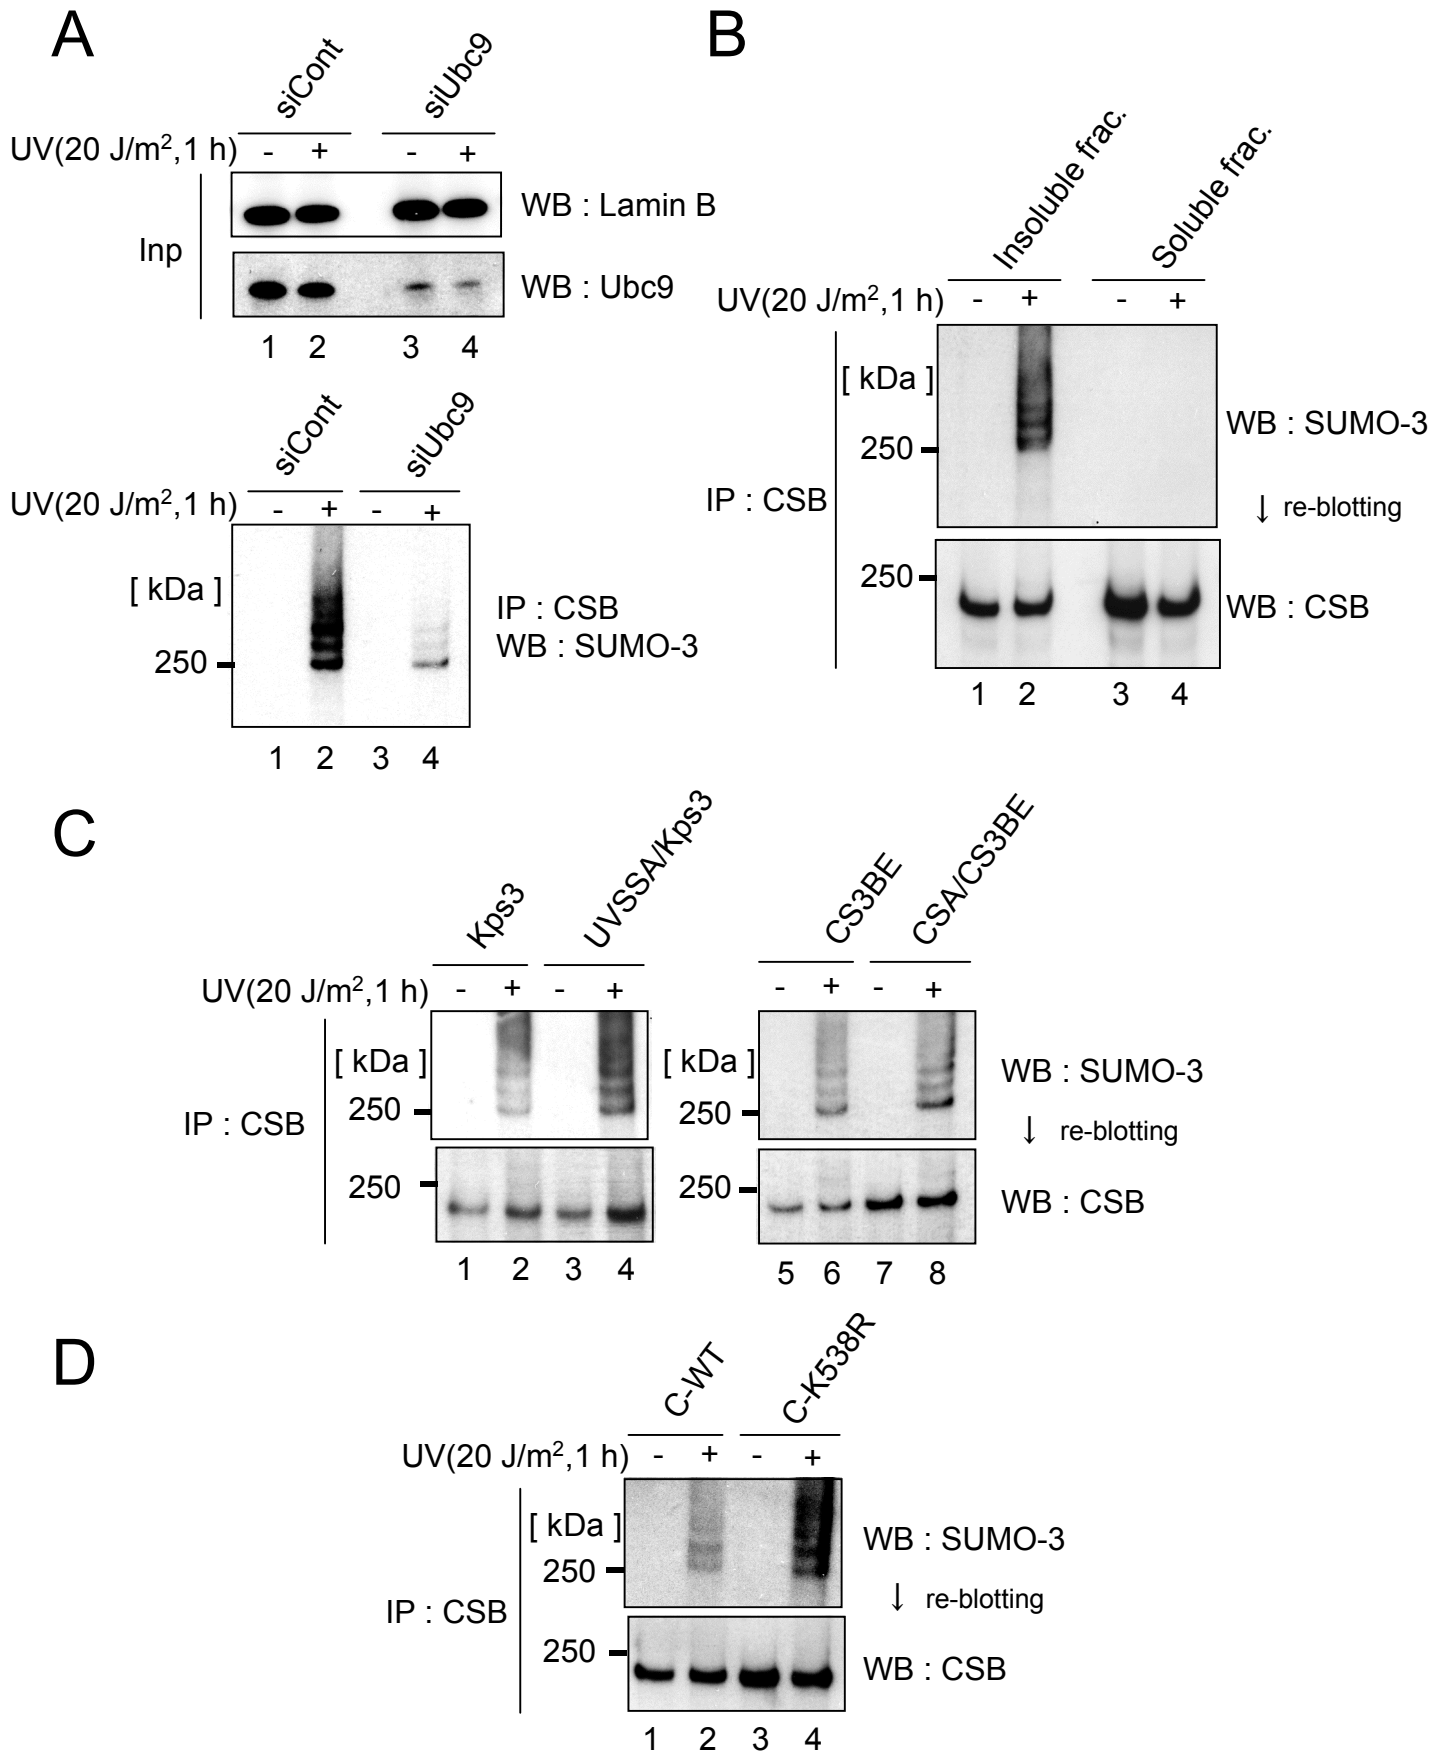 A
siCont siUbc9
UV(20 J/m²,1 h) - + - +
WB : Lamin B
Inp
WB : Ubc9
1 2 3 4
siCont siUbc9
UV(20 J/m²,1 h) - + - +
[ kDa ]
IP : CSB
WB : SUMO-3
250
1 2 3 4
B
Insoluble frac. Soluble frac.
UV(20 J/m²,1 h) - + - +
[ kDa ]
WB : SUMO-3
250
IP : CSB
↓ re-blotting
250
WB : CSB
1 2 3 4
C
Kps3 UVSSA/Kps3 CS3BE CSA/CS3BE
UV(20 J/m²,1 h) - + - + - + - +
[ kDa ] [ kDa ] WB : SUMO-3
250 250
IP : CSB
↓ re-blotting
250 250 WB : CSB
1 2 3 4 5 6 7 8
D
C-WT C-K538R
UV(20 J/m²,1 h) - + - +
[ kDa ] WB : SUMO-3
250
IP : CSB
↓ re-blotting
250 WB : CSB
1 2 3 4